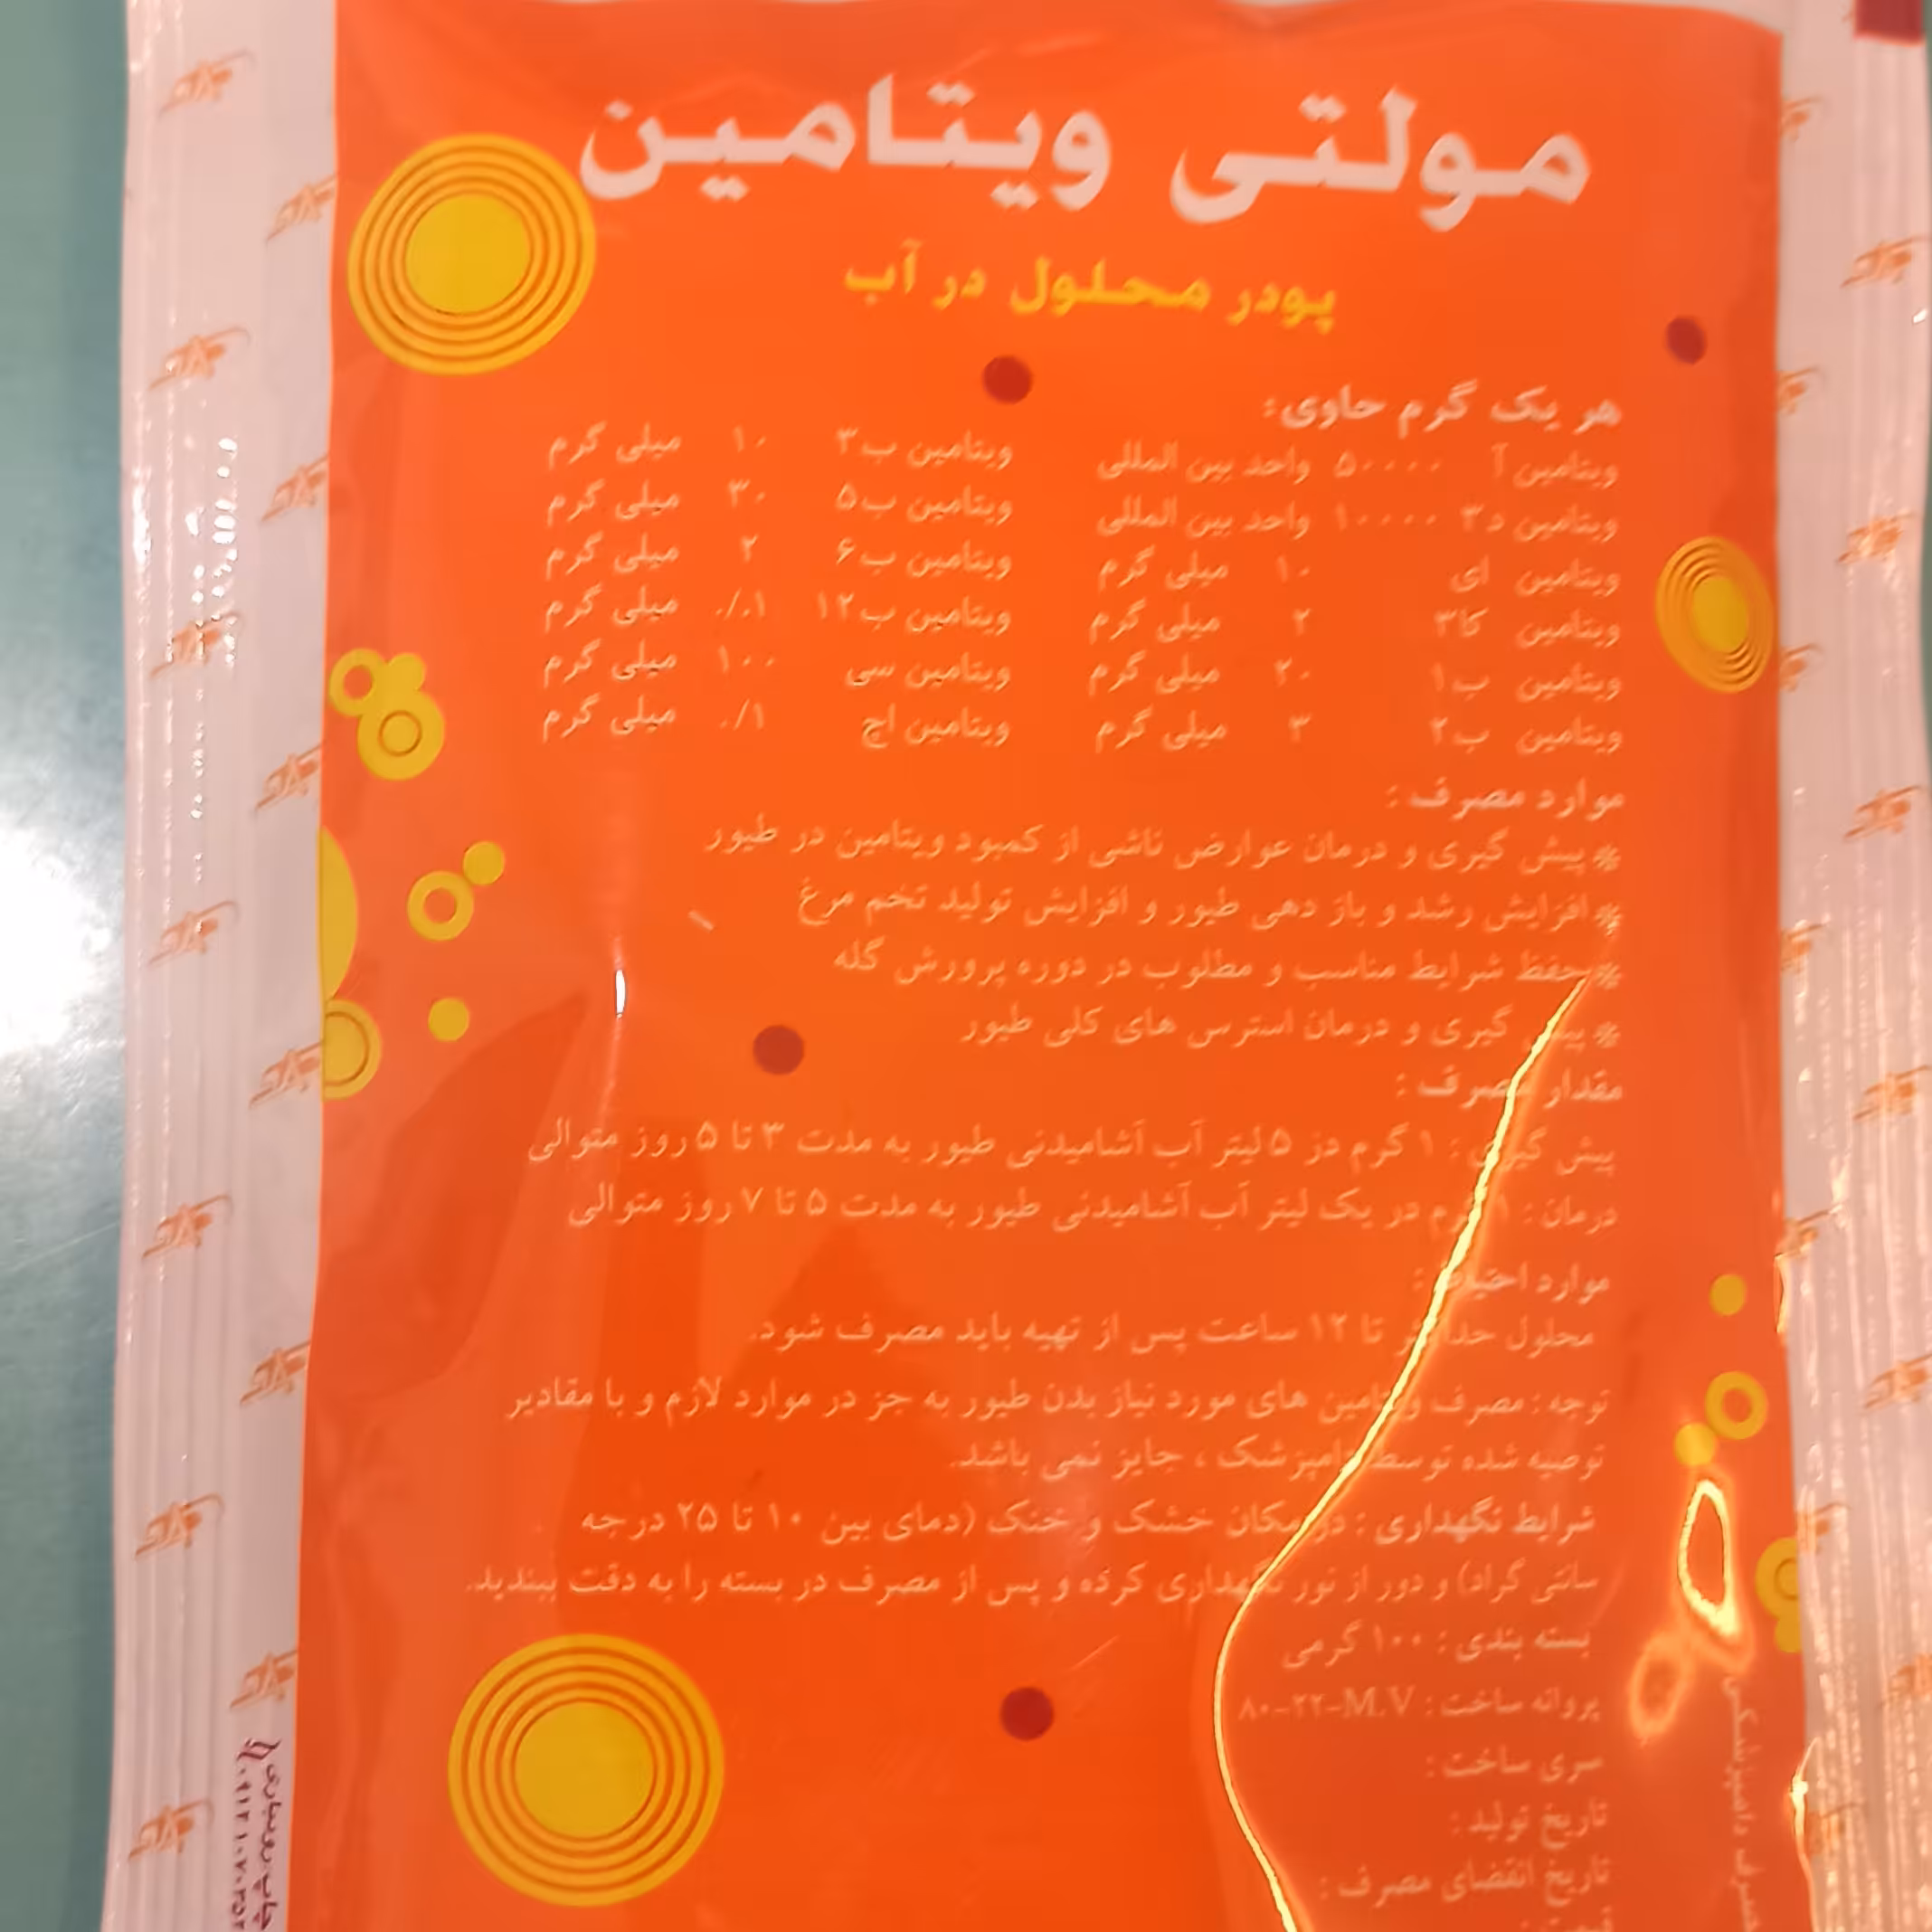 مولتی ویتامین
پودر محلول در آب
هر یک گرم حاوی:
ویتامین آ ۵۰۰۰۰ واحد بین المللی
ویتامین د۳ ۱۰۰۰۰ واحد بین المللی
ویتامین ای ۱۰ میلی گرم
ویتامین کا۳ ۲ میلی گرم
ویتامین ب۱ ۲۰ میلی گرم
ویتامین ب۲ ۳ میلی گرم
ویتامین ب۳ ۱۰ میلی گرم
ویتامین ب۵ ۳۰ میلی گرم
ویتامین ب۶ ۲ میلی گرم
ویتامین ب۱۲ ۰/۰۱ میلی گرم
ویتامین سی ۱۰۰ میلی گرم
ویتامین اچ ۰/۱ میلی گرم
موارد مصرف :
* پیش گیری و درمان عوارض ناشی از کمبود ویتامین در طیور
* افزایش رشد و باز دهی طیور و افزایش تولید تخم مرغ
* حفظ شرایط مناسب و مطلوب در دوره پرورش گله
* پیش گیری و درمان استرس های کلی طیور
مقدار مصرف :
پیش گیری : ۱ گرم در ۵ لیتر آب آشامیدنی طیور به مدت ۳ تا ۵ روز متوالی
درمان : ۱ گرم در یک لیتر آب آشامیدنی طیور به مدت ۵ تا ۷ روز متوالی
موارد احتیاط :
محلول حداکثر تا ۱۲ ساعت پس از تهیه باید مصرف شود.
توجه : مصرف ویتامین های مورد نیاز بدن طیور به جز در موارد لازم و با مقادیر
توصیه شده توسط دامپزشک ، جایز نمی باشد.
شرایط نگهداری : در مکان خشک و خنک (دمای بین ۱۰ تا ۲۵ درجه
سانتی گراد) و دور از نور نگهداری کرده و پس از مصرف در بسته را به دقت ببندید.
بسته بندی : ۱۰۰ گرمی
پروانه ساخت : ۸۰-۲۲-M.V
سری ساخت :
تاریخ تولید :
تاریخ انقضای مصرف :
مصرف دامپزشکی